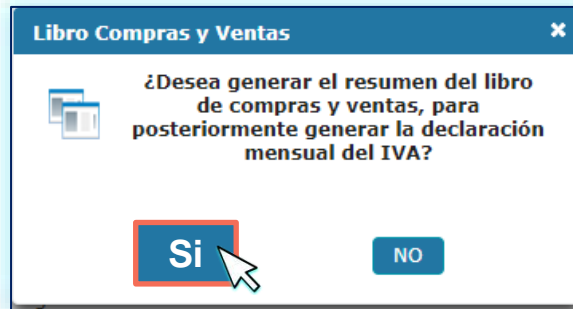 Libro Compras y Ventas
¿Desea generar el resumen del libro
de compras y ventas, para
posteriormente generar la declaración
mensual del IVA?
Si
NO